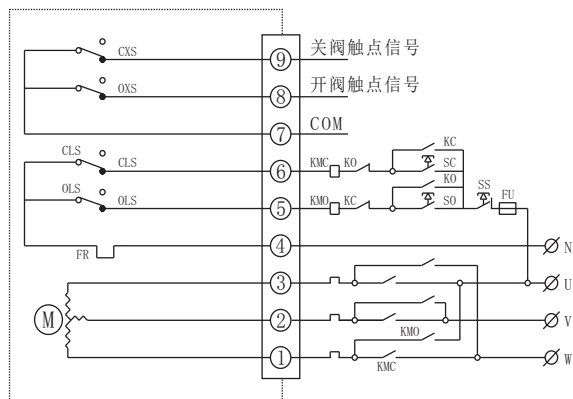 CXS ⑨ 关阀触点信号
OXS ⑧ 开阀触点信号
⑦ COM
KC
CLS CLS ⑥ KMC KO SC
KO
OLS OLS ⑤ KMO KC SO SS FU
FR ④ N
③ U
M ② V
KMO
① KMC W